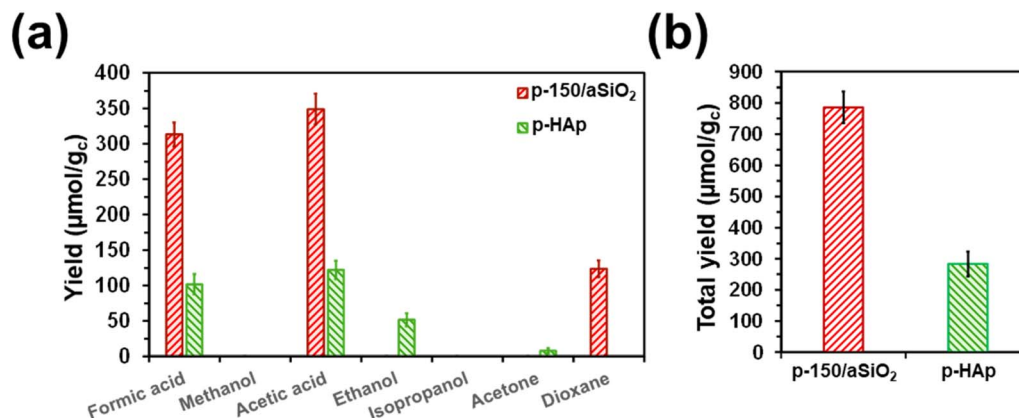 (a)
Yield (µmol/gc)
400
350
300
250
200
150
100
50
0
p-150/aSiO₂
p-HAp
Formic acid
Methanol
Acetic acid
Ethanol
Isopropanol
Acetone
Dioxane
(b)
Total yield (µmol/gc)
900
800
700
600
500
400
300
200
100
0
p-150/aSiO₂
p-HAp